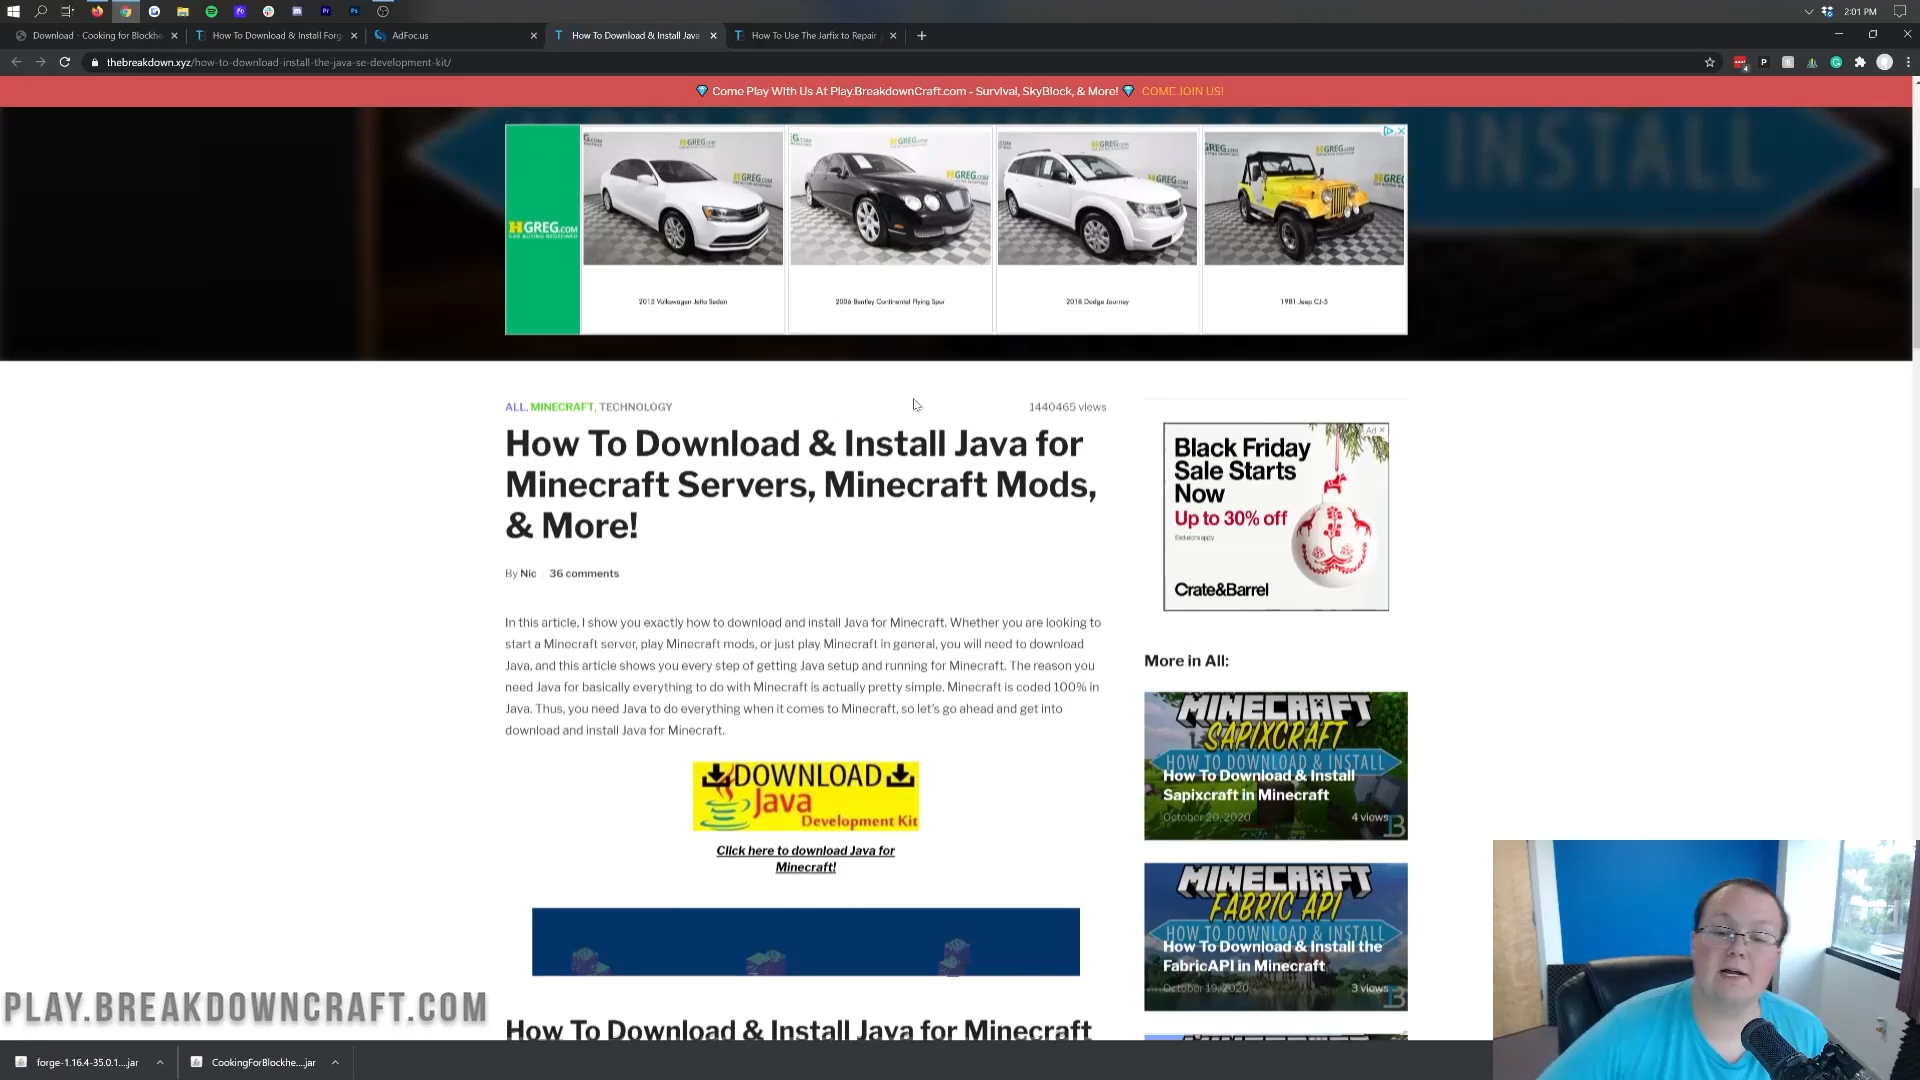 2:01 PM
Download - Cooking for Blockhe
How To Download & Install Forg
AdFoc.us
How To Download & Install Java
How To Use The Jarfix to Repair
thebreakdown.xyz/how-to-download-install-the-java-se-development-kit/
Come Play With Us At Play.BreakdownCraft.com - Survival, SkyBlock, & More!
COME JOIN US!
INSTALL
HGREG.COM
CAR BUYING REDEFINED
HGREG.COM
HGREG.COM
HGREG.COM
2015 Volkswagen Jetta Sedan
2006 Bentley Continental Flying Spur
2018 Dodge Journey
1981 Jeep CJ-5
ALL, MINECRAFT, TECHNOLOGY
1440465 views
How To Download & Install Java for
Minecraft Servers, Minecraft Mods,
& More!
By Nic
36 comments
In this article, I show you exactly how to download and install Java for Minecraft. Whether you are looking to
start a Minecraft server, play Minecraft mods, or just play Minecraft in general, you will need to download
Java, and this article shows you every step of getting Java setup and running for Minecraft. The reason you
need Java for basically everything to do with Minecraft is actually pretty simple. Minecraft is coded 100% in
Java. Thus, you need Java to do everything when it comes to Minecraft, so let's go ahead and get into
download and install Java for Minecraft.
DOWNLOAD
Java
Development Kit
Click here to download Java for
Minecraft!
How To Download & Install Java for Minecraft
Ad
Black Friday
Sale Starts
Now
Up to 30% off
Exclusions apply
Crate&Barrel
More in All:
MINECRAFT
SAPIXCRAFT
HOW TO DOWNLOAD & INSTALL
How To Download & Install
Sapixcraft in Minecraft
October 20, 2020
4 views
MINECRAFT
FABRIC API
HOW TO DOWNLOAD & INSTALL
How To Download & Install the
FabricAPI in Minecraft
October 19, 2020
3 views
PLAY.BREAKDOWNCRAFT.COM
forge-1.16.4-35.0.1....jar
CookingForBlockhe....jar